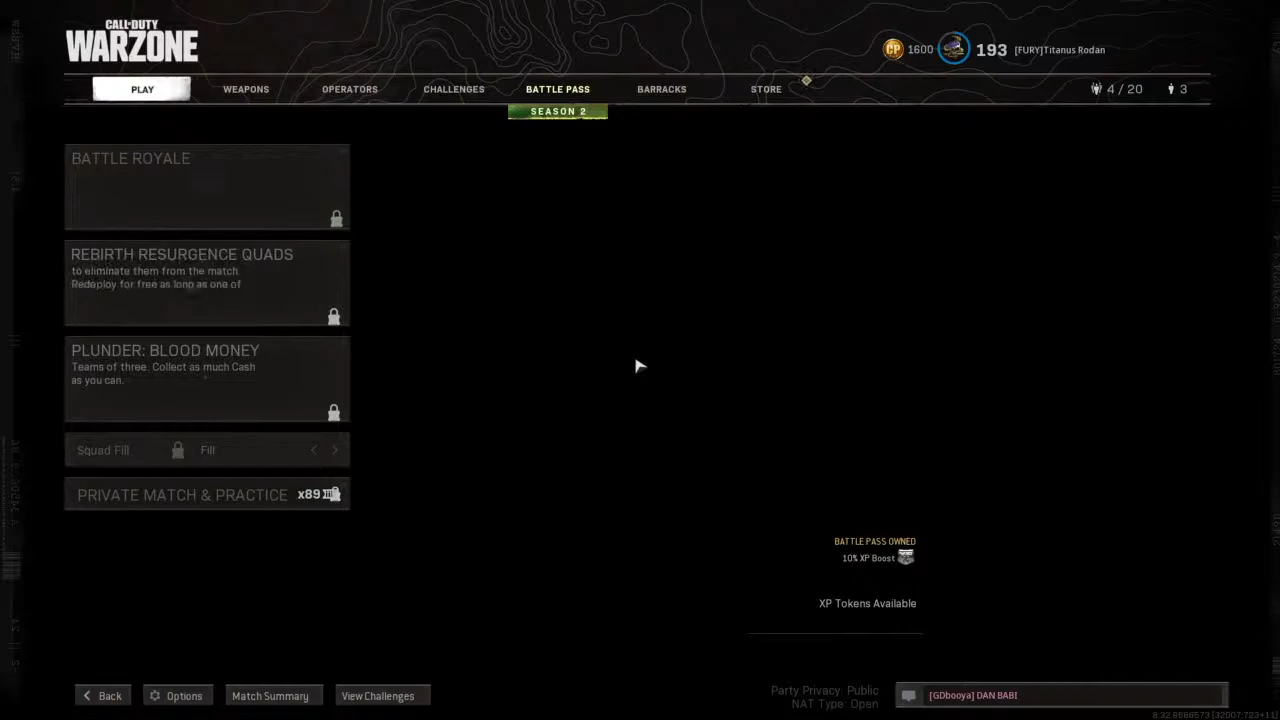 CALL OF DUTY
WARZONE
CP 1600 193 [FURY]Titanus Rodan
PLAY WEAPONS OPERATORS CHALLENGES BATTLE PASS BARRACKS STORE 4 / 20 3
SEASON 2
BATTLE ROYALE
REBIRTH RESURGENCE QUADS
to eliminate them from the match.
Redeploy for free as long as one of
PLUNDER: BLOOD MONEY
Teams of three. Collect as much Cash
as you can.
Squad Fill Fill
PRIVATE MATCH & PRACTICE x89
BATTLE PASS OWNED
10% XP Boost
XP Tokens Available
Back Options Match Summary View Challenges
Party Privacy: Public
NAT Type: Open
[GDbooya] DAN BABI